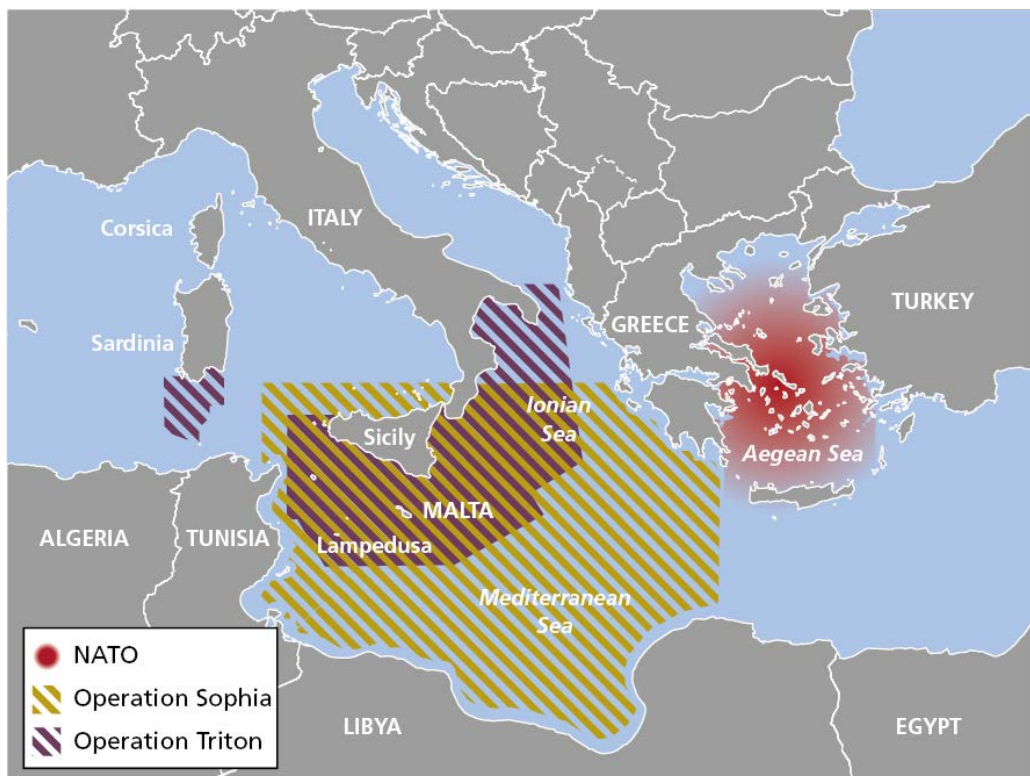 Corsica
ITALY
Sardinia
GREECE
TURKEY
Ionian
Sea
Sicily
Aegean Sea
MALTA
ALGERIA
TUNISIA
Lampedusa
Mediterranean
Sea
NATO
Operation Sophia
Operation Triton
LIBYA
EGYPT